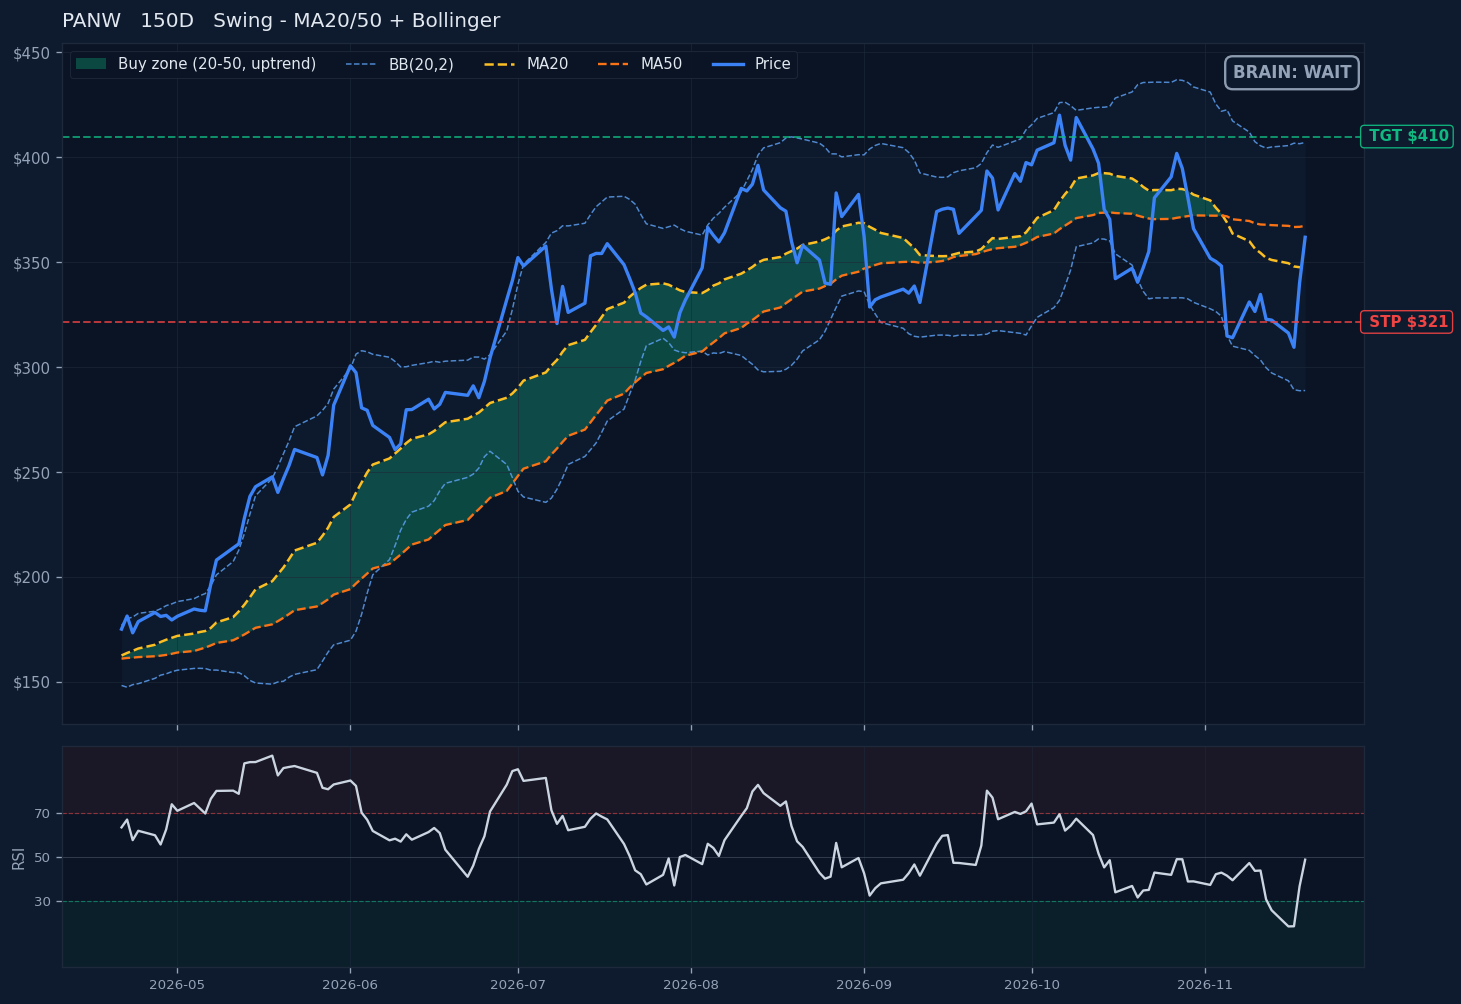 PANW 150D Swing - MA20/50 + Bollinger
Buy zone (20-50, uptrend) BB(20,2) MA20 MA50 Price
BRAIN: WAIT
$450
$400
$350
$300
$250
$200
$150
TGT $410
STP $321
RSI
70
50
30
2026-05 2026-06 2026-07 2026-08 2026-09 2026-10 2026-11